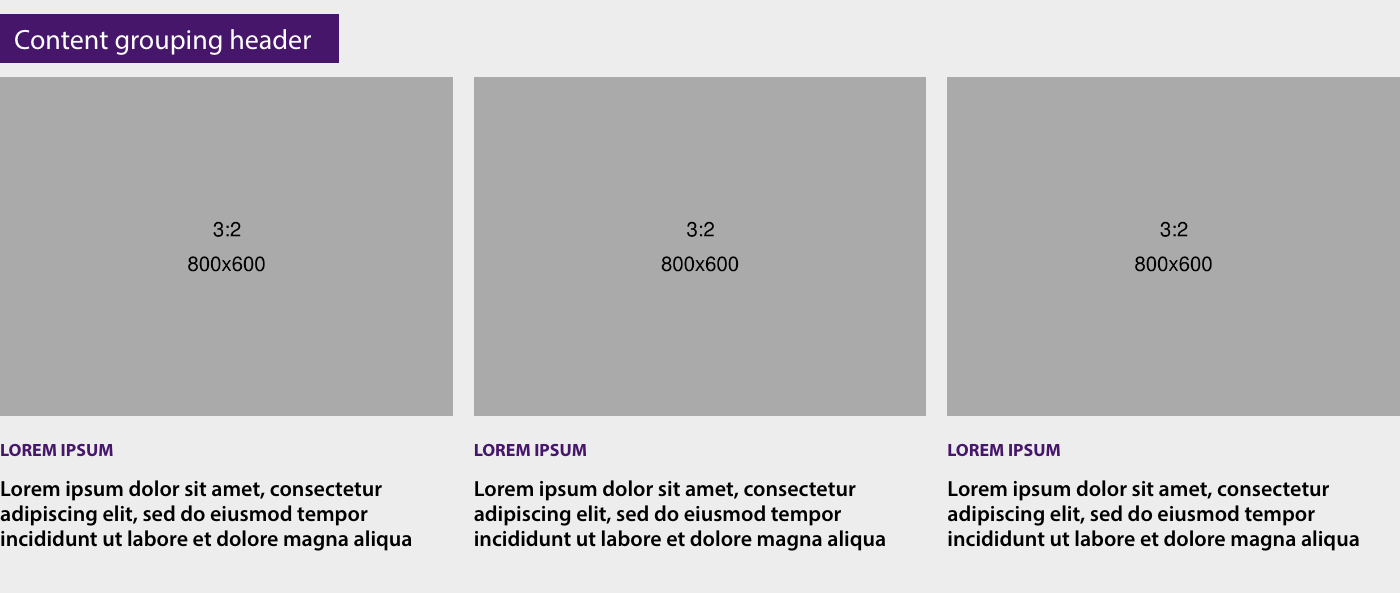 Content grouping header
3:2
800x600
3:2
800x600
3:2
800x600
LOREM IPSUM
Lorem ipsum dolor sit amet, consectetur
adipiscing elit, sed do eiusmod tempor
incididunt ut labore et dolore magna aliqua
LOREM IPSUM
Lorem ipsum dolor sit amet, consectetur
adipiscing elit, sed do eiusmod tempor
incididunt ut labore et dolore magna aliqua
LOREM IPSUM
Lorem ipsum dolor sit amet, consectetur
adipiscing elit, sed do eiusmod tempor
incididunt ut labore et dolore magna aliqua